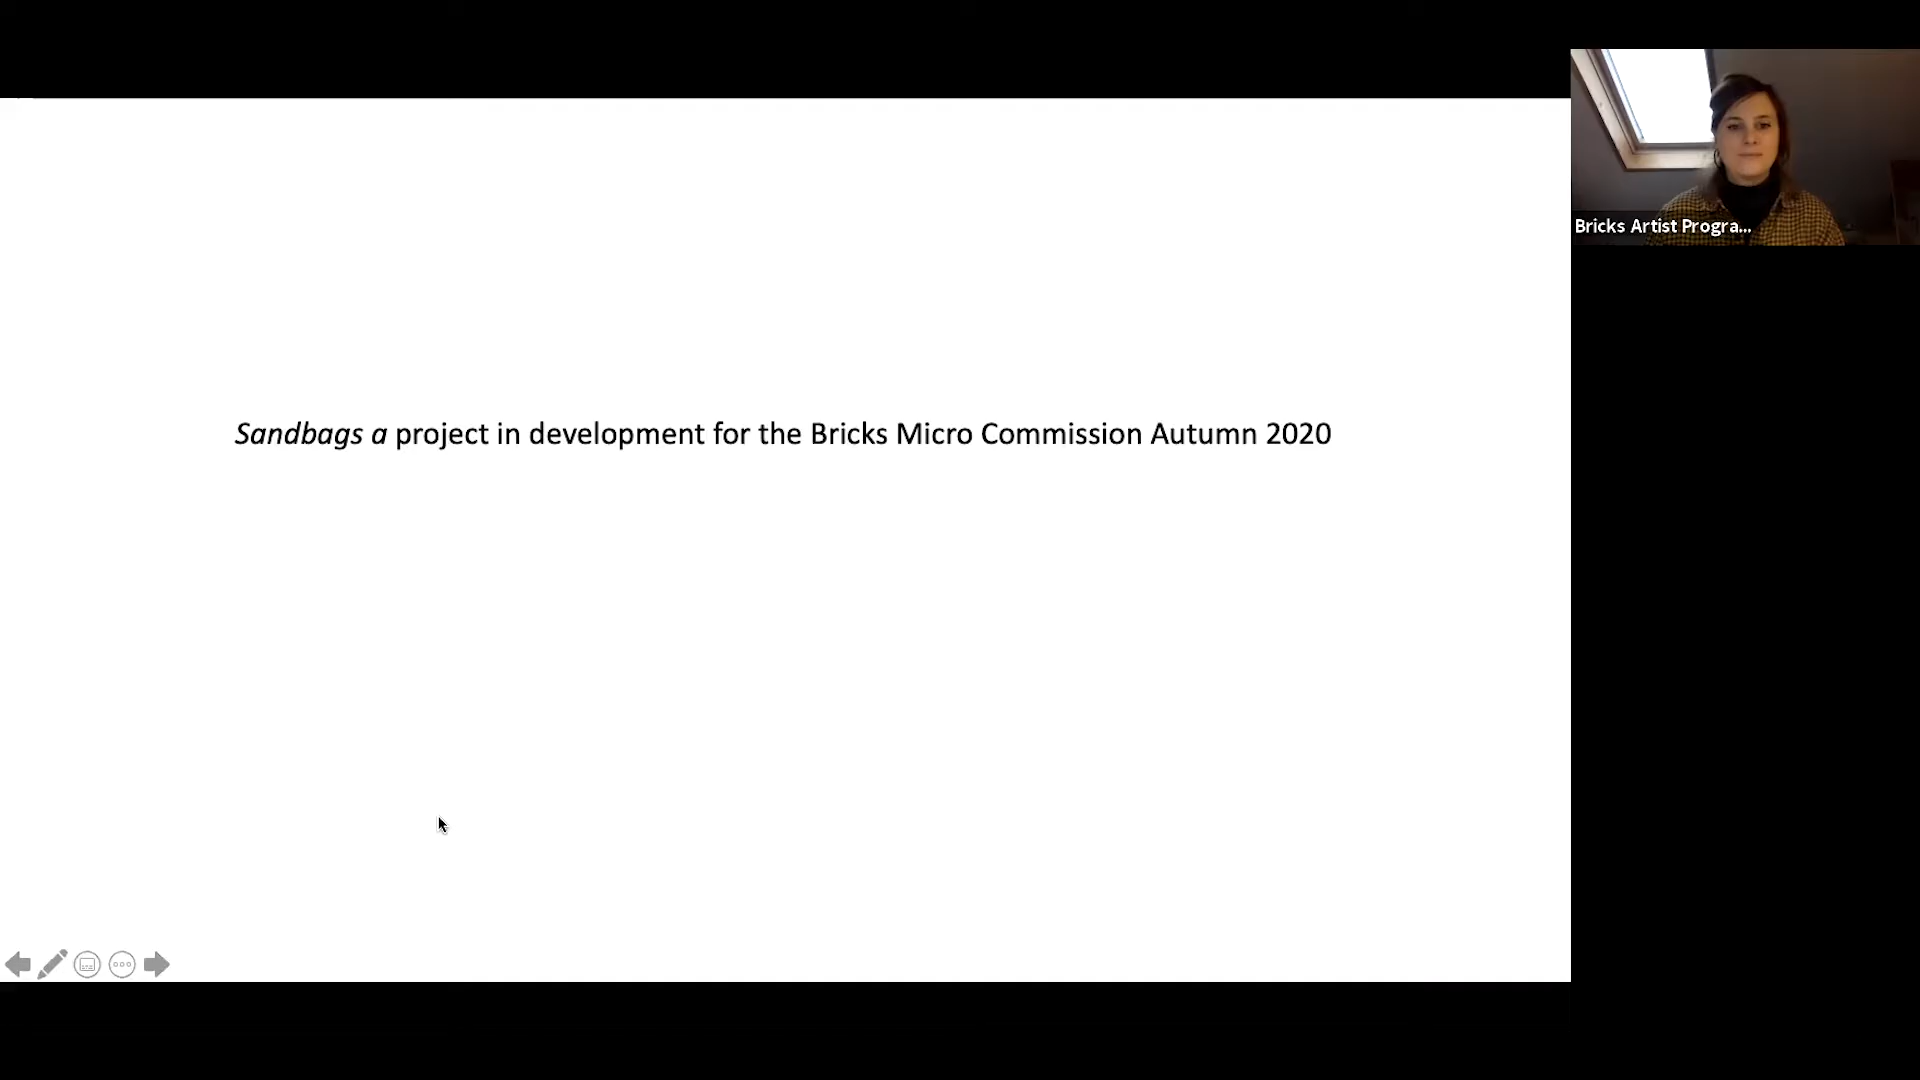 Sandbags a project in development for the Bricks Micro Commission Autumn 2020
Bricks Artist Progra...